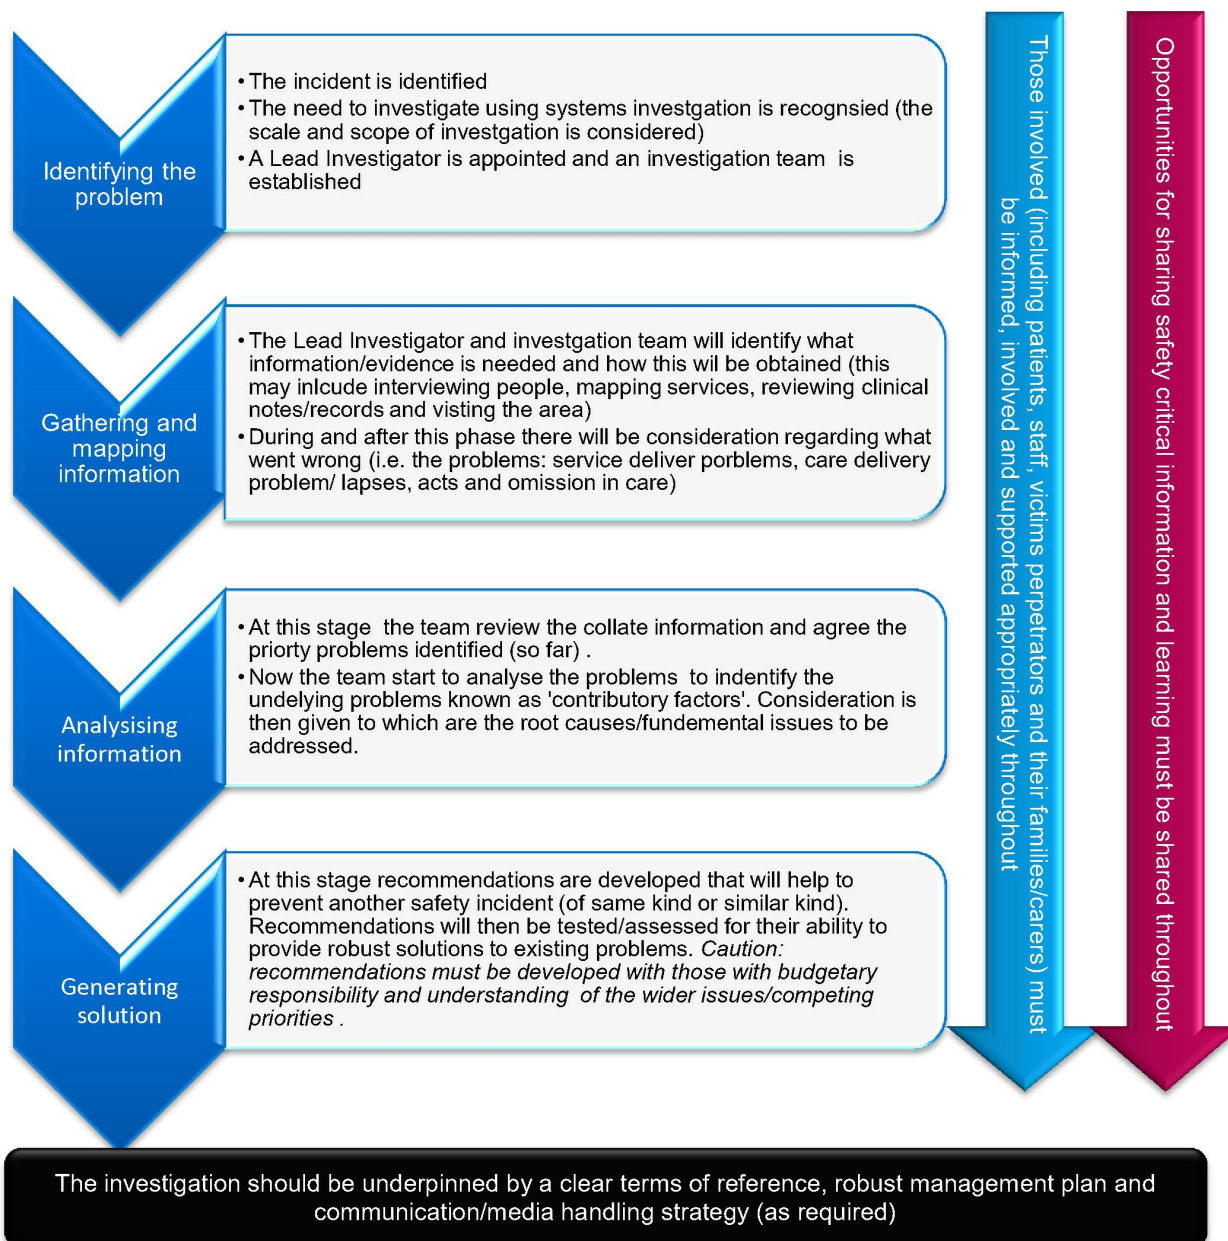 Identifying the
problem
• The incident is identified
• The need to investigate using systems investgation is recognsied (the
scale and scope of investgation is considered)
• A Lead Investigator is appointed and an investigation team  is
established
Gathering and
mapping
information
• The Lead Investigator and investgation team will identify what
information/evidence is needed and how this wil be obtained (this
may inlcude interviewing people, mapping services, reviewing clinical
notes/records and visting the area)
• During and after this phase there will be consideration regarding what
went wrong (i.e. the problems: service deliver porblems, care delivery
problem/ lapses, acts and omission in care)
Analysising
information
• At this stage  the team review the collate information and agree the
priorty problems identified (so far) .
• Now the team start to analyse the problems  to indentify the
undelying problems known as 'contributory factors'. Consideration is
then given to which are the root causes/fundemental issues to be
addressed.
Generating
solution
• At this stage recommendations are developed that will help to
prevent another safety incident (of same kind or similar kind).
Recommendations will then be tested/assessed for their ability to
provide robust solutions to existing problems. Caution:
recommendations must be developed with those with budgetary
responsibility and understanding  of the wider issues/competing
priorities .
Those involved (including patients, staff, victims perpetrators and their families/carers) must
be informed, involved and supported appropriately throughout
Opportunities for sharing safety critical information and learning must be shared throughout
The investigation should be underpinned by a clear terms of reference, robust management plan and
communication/media handling strategy (as required)